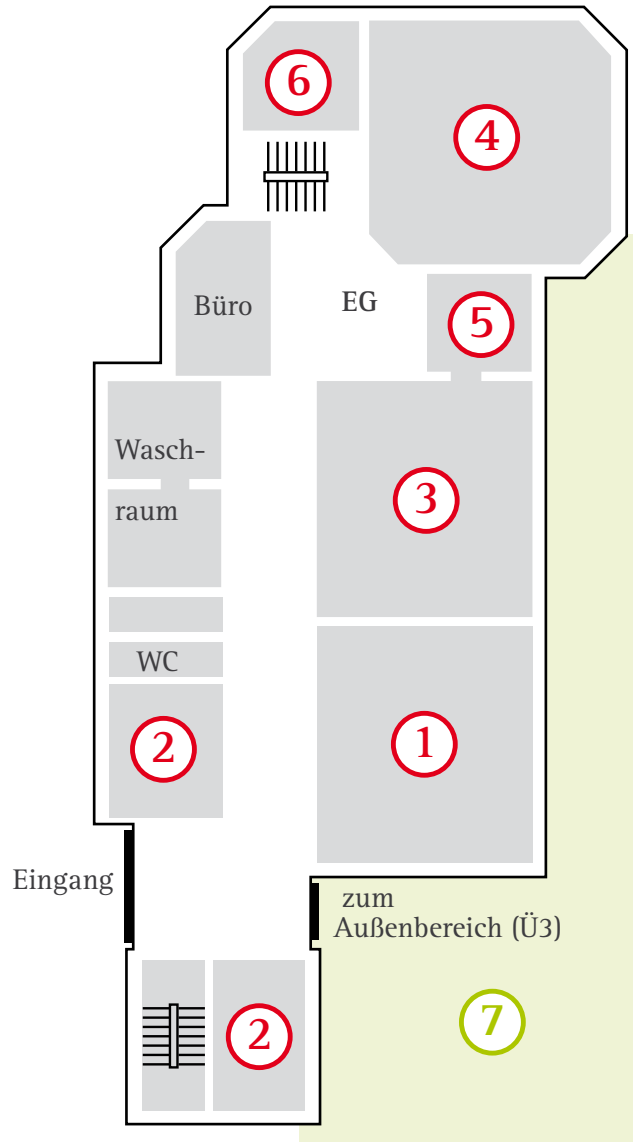 6
4
Büro
EG
5
Wasch-
raum
3
WC
2
1
Eingang
zum
Außenbereich (Ü3)
2
7